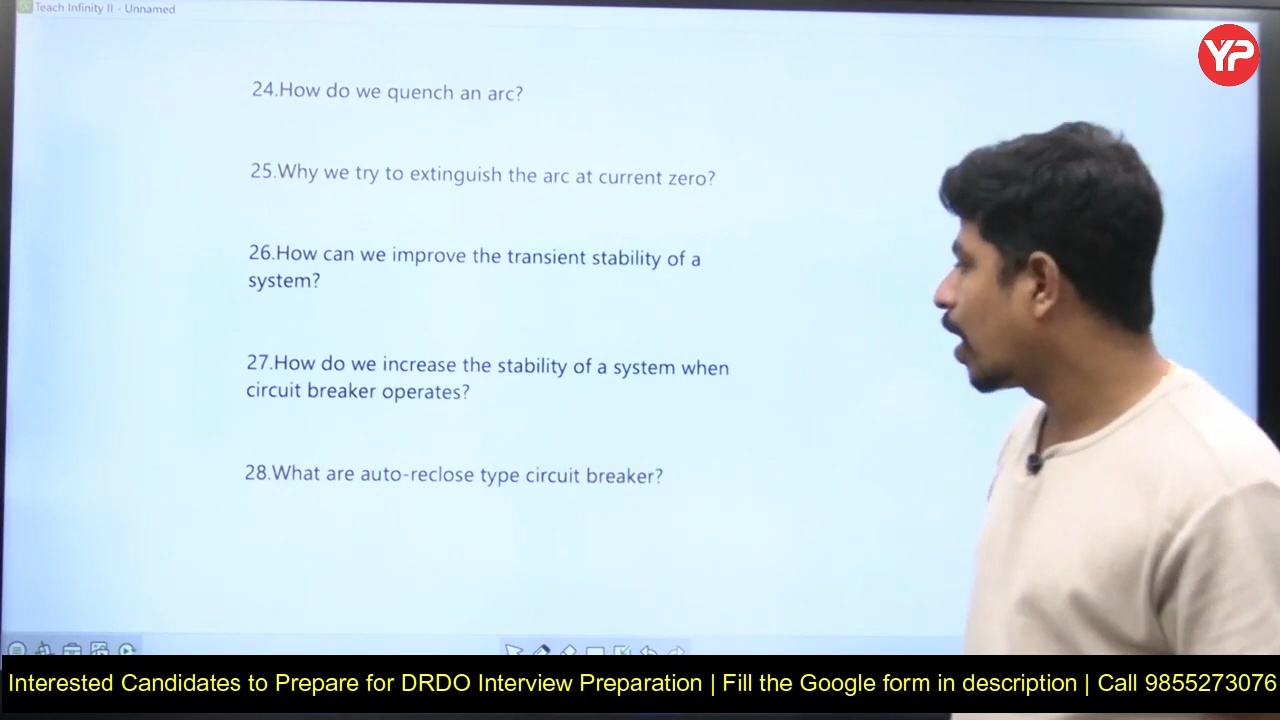 Teach Infinity II - Unnamed
YP
24.How do we quench an arc?
25.Why we try to extinguish the arc at current zero?
26.How can we improve the transient stability of a
system?
27.How do we increase the stability of a system when
circuit breaker operates?
28.What are auto-reclose type circuit breaker?
Interested Candidates to Prepare for DRDO Interview Preparation | Fill the Google form in description | Call 9855273076